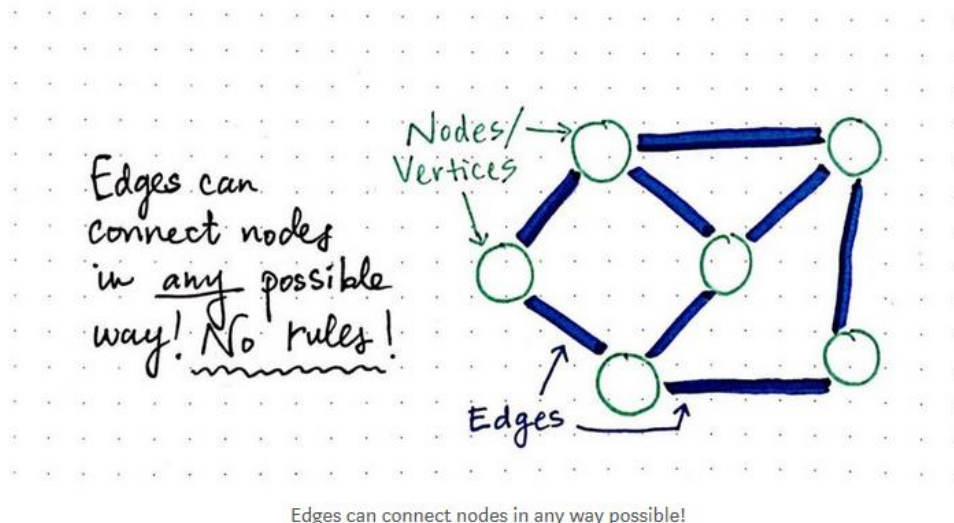 Edges can
connect nodes
in any possible
way! No rules!
Nodes/
Vertices
Edges
Edges can connect nodes in any way possible!